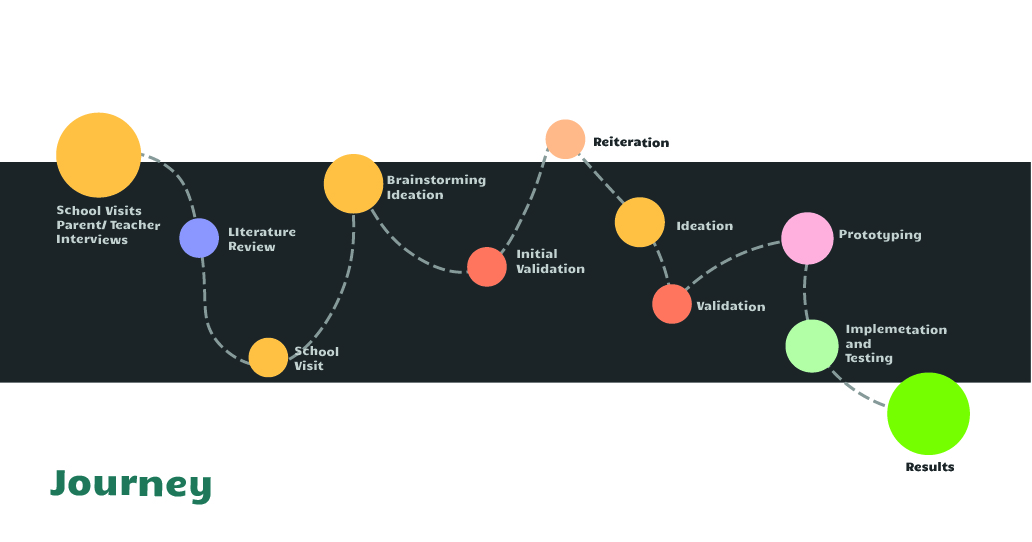 School Visits
Parent/ Teacher
Interviews
LIterature
Review
School
Visit
Brainstorming
Ideation
Initial
Validation
Reiteration
Ideation
Validation
Prototyping
Implemetation
and
Testing
Results
Journey